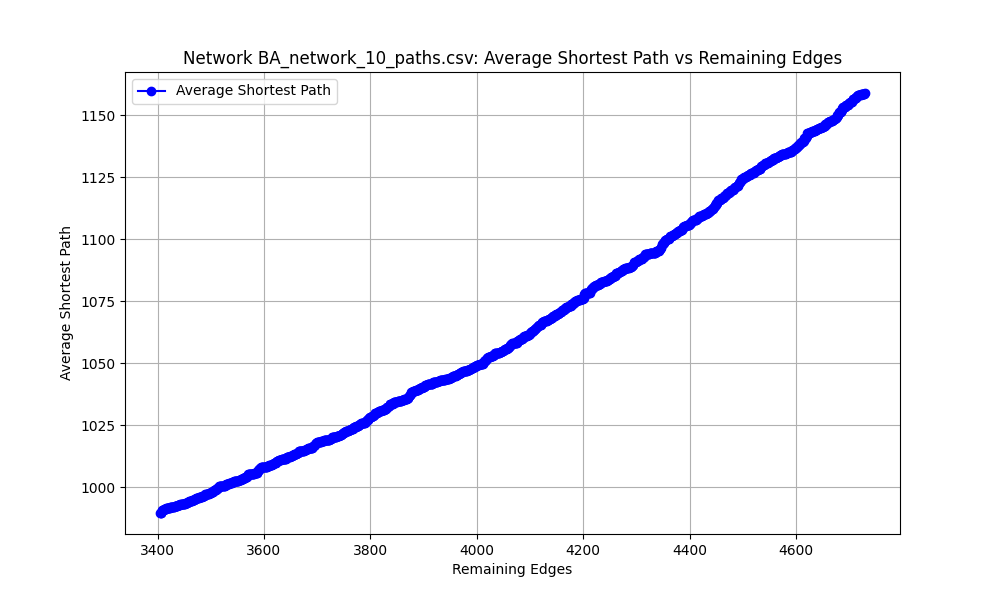 Network BA_network_10_paths.csv: Average Shortest Path vs Remaining Edges
Average Shortest Path
1150
1125
1100
1075
1050
1025
1000
Average Shortest Path
3400 3600 3800 4000 4200 4400 4600
Remaining Edges